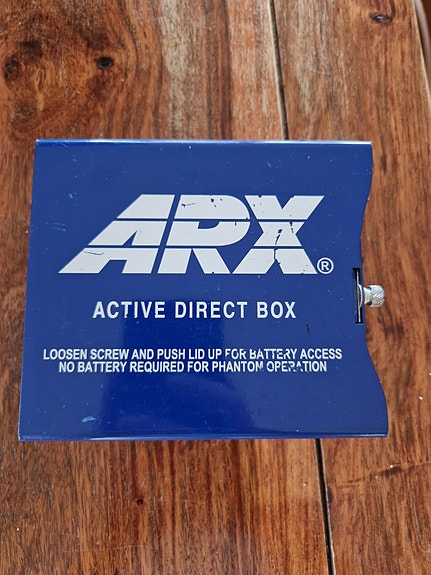 ARX®
ACTIVE DIRECT BOX
LOOSEN SCREW AND PUSH LID UP FOR BATTERY ACCESS
NO BATTERY REQUIRED FOR PHANTOM OPERATION